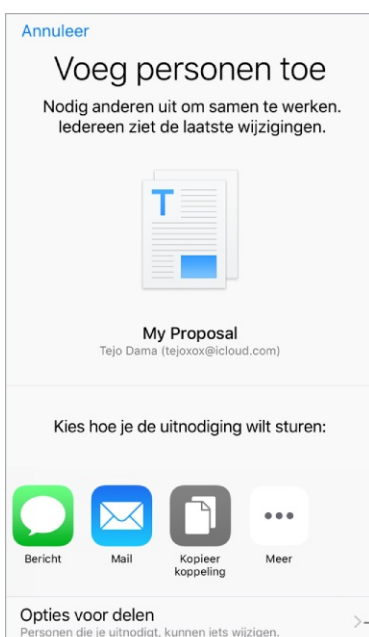 Annuleer
Voeg personen toe
Nodig anderen uit om samen te werken.
Iedereen ziet de laatste wijzigingen.
T
My Proposal
Tejo Dama (tejoxox@icloud.com)
Kies hoe je de uitnodiging wilt sturen:
Bericht
Mail
Kopieer
koppeling
Meer
Opties voor delen
Personen die je uitnodigt, kunnen iets wijzigen.